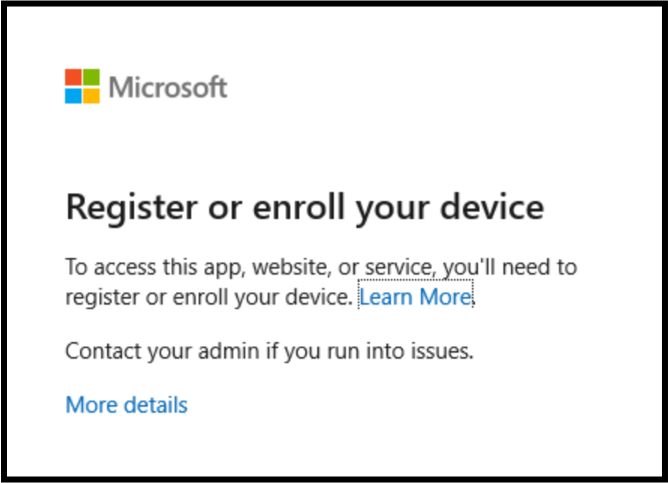 Microsoft
Register or enroll your device
To access this app, website, or service, you'll need to
register or enroll your device. Learn More.
Contact your admin if you run into issues.
More details